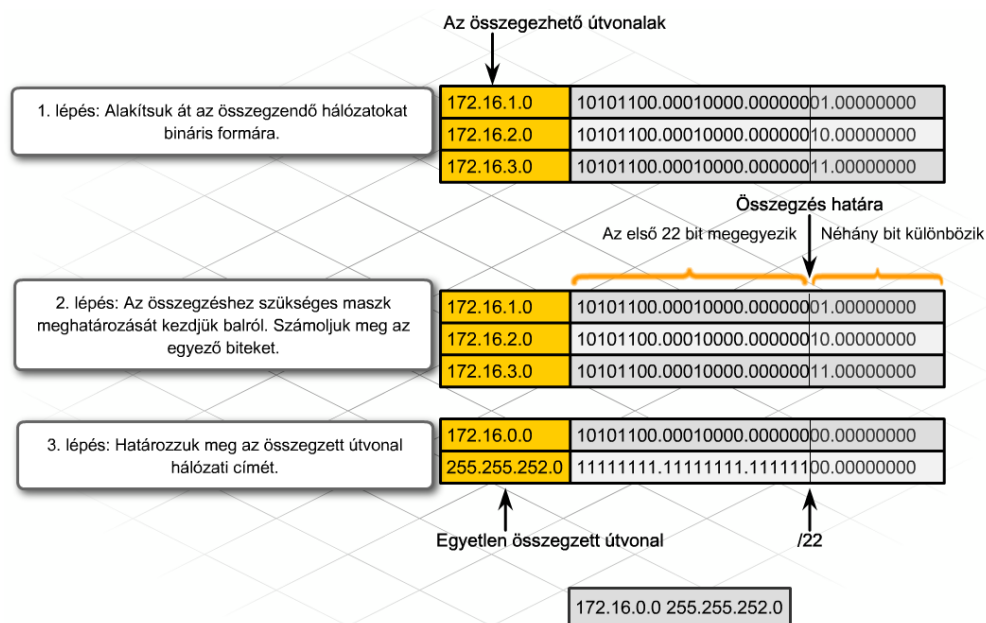 Az összegezhető útvonalak
1. lépés: Alakítsuk át az összegzendő hálózatokat
bináris formára.
172.16.1.0 10101100.00010000.00000001.00000000
172.16.2.0 10101100.00010000.00000010.00000000
172.16.3.0 10101100.00010000.00000011.00000000
Összegzés határa
Az első 22 bit megegyezik
Néhány bit különbözik
2. lépés: Az összegzéshez szükséges maszk
meghatározását kezdjük balról. Számoljuk meg az
egyező biteket.
172.16.1.0 10101100.00010000.00000001.00000000
172.16.2.0 10101100.00010000.00000010.00000000
172.16.3.0 10101100.00010000.00000011.00000000
3. lépés: Határozzuk meg az összegzett útvonal
hálózati címét.
172.16.0.0 10101100.00010000.00000000.00000000
255.255.252.0 11111111.11111111.11111100.00000000
Egyetlen összegzett útvonal
/22
172.16.0.0 255.255.252.0